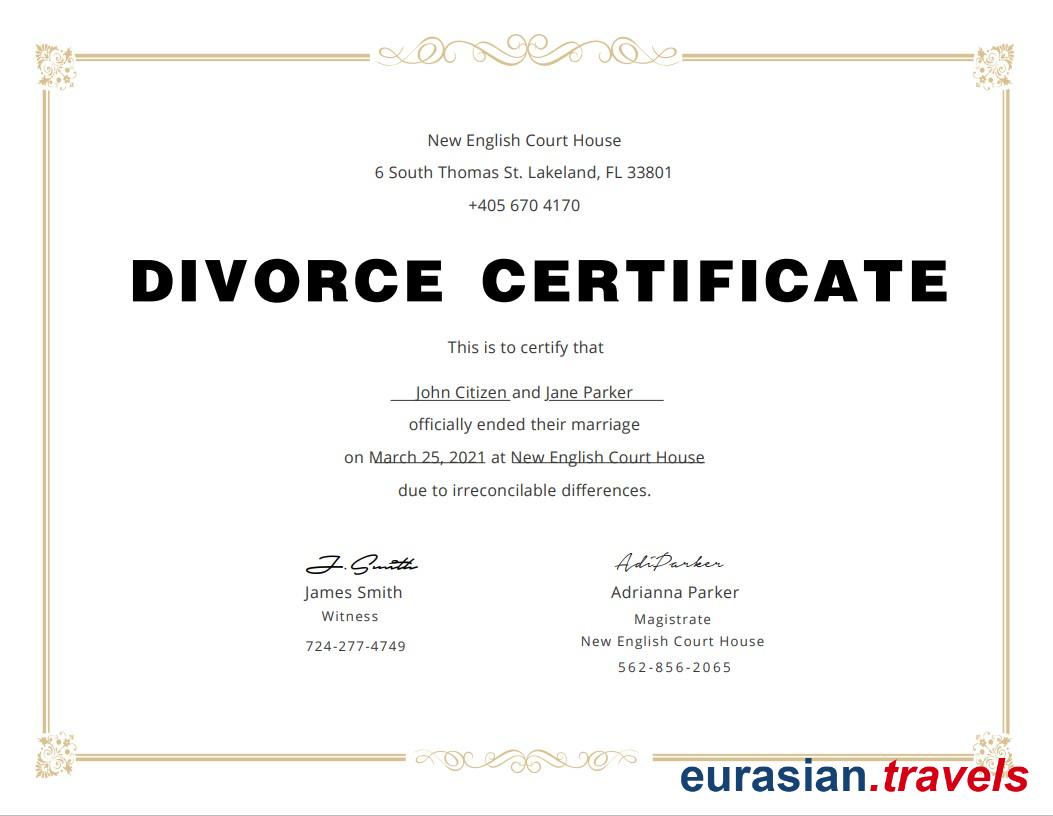 New English Court House
6 South Thomas St. Lakeland, FL 33801
+405 670 4170
DIVORCE CERTIFICATE
This is to certify that
John Citizen and Jane Parker
officially ended their marriage
on March 25, 2021 at New English Court House
due to irreconcilable differences.
J. Smith
James Smith
Witness
724-277-4749
AdiParker
Adrianna Parker
Magistrate
New English Court House
562-856-2065
eurasian.travels